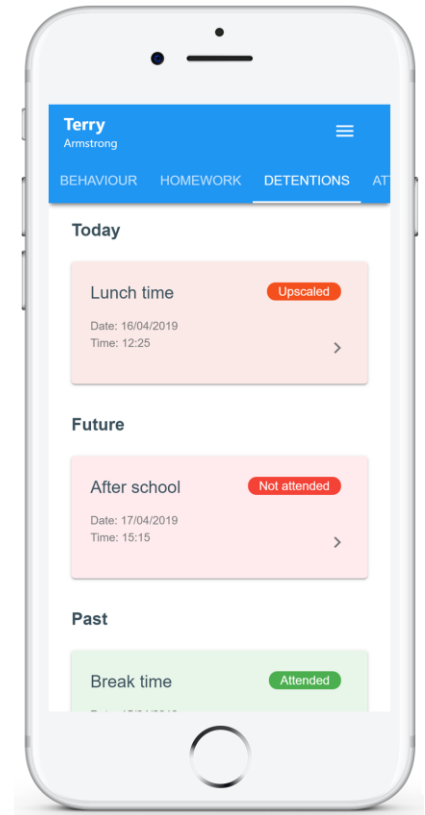 Terry
Armstrong
BEHAVIOUR HOMEWORK DETENTIONS AT
Today
Lunch time Upscaled
Date: 16/04/2019
Time: 12:25
Future
After school Not attended
Date: 17/04/2019
Time: 15:15
Past
Break time Attended